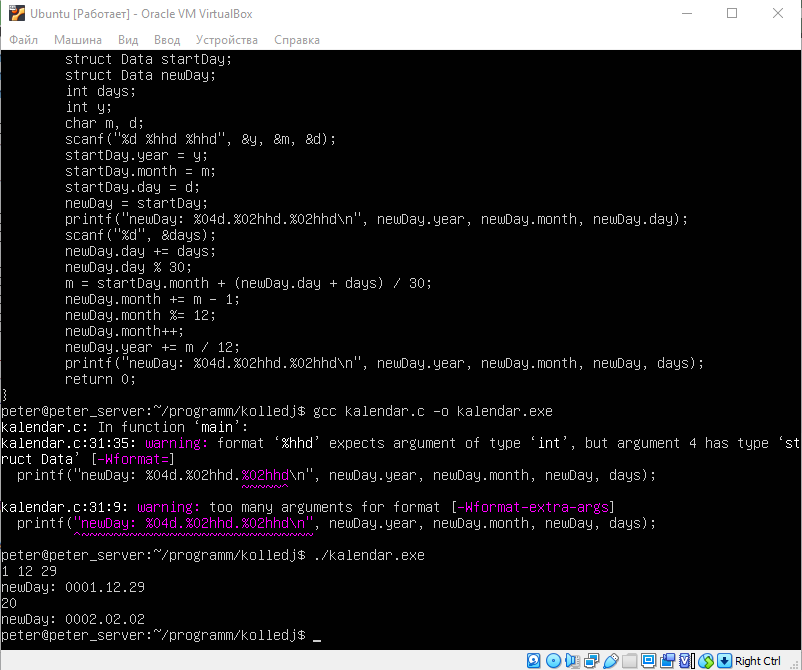 Ubuntu [Работает] - Oracle VM VirtualBox
Файл Машина Вид Ввод Устройства Справка
struct Data startDay;
struct Data newDay;
int days;
int y;
char m, d;
scanf("%d %hhd %hhd", &y, &m, &d);
startDay.year = y;
startDay.month = m;
startDay.day = d;
newDay = startDay;
printf("newDay: %04d.%02hhd.%02hhd\n", newDay.year, newDay.month, newDay.day);
scanf("%d", &days);
newDay.day += days;
newDay.day % 30;
m = startDay.month + (newDay.day + days) / 30;
newDay.month += m - 1;
newDay.month %= 12;
newDay.month++;
newDay.year += m / 12;
printf("newDay: %04d.%02hhd.%02hhd\n", newDay.year, newDay.month, newDay, days);
return 0;
}
peter@peter_server:~/programm/kolledj$ gcc kalendar.c -o kalendar.exe
kalendar.c: In function ‘main’:
kalendar.c:31:35: warning: format ‘%hhd’ expects argument of type ‘int’, but argument 4 has type ‘st
ruct Data’ [-Wformat=]
printf("newDay: %04d.%02hhd.%02hhd\n", newDay.year, newDay.month, newDay, days);
kalendar.c:31:9: warning: too many arguments for format [-Wformat-extra-args]
printf("newDay: %04d.%02hhd.%02hhd\n", newDay.year, newDay.month, newDay, days);
peter@peter_server:~/programm/kolledj$ ./kalendar.exe
1 12 29
newDay: 0001.12.29
20
newDay: 0002.02.02
peter@peter_server:~/programm/kolledj$ _
Right Ctrl